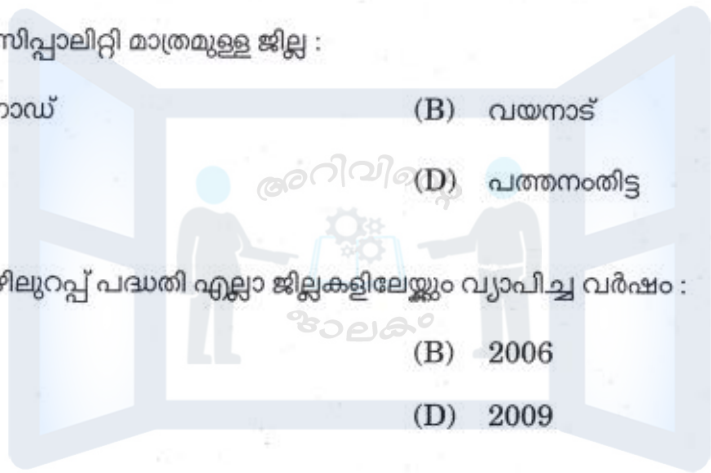 സിപ്പാലിറ്റി മാത്രമുള്ള ജില്ല :
ഗോഡ് (B) വയനാട്
അറിവിന്റെ
(D) പത്തനംതിട്ട
ഴിലുറപ്പ് പദ്ധതി എല്ലാ ജില്ലകളിലേയ്ക്കും വ്യാപിച്ച വർഷം :
ജാലകം
(B) 2006
(D) 2009